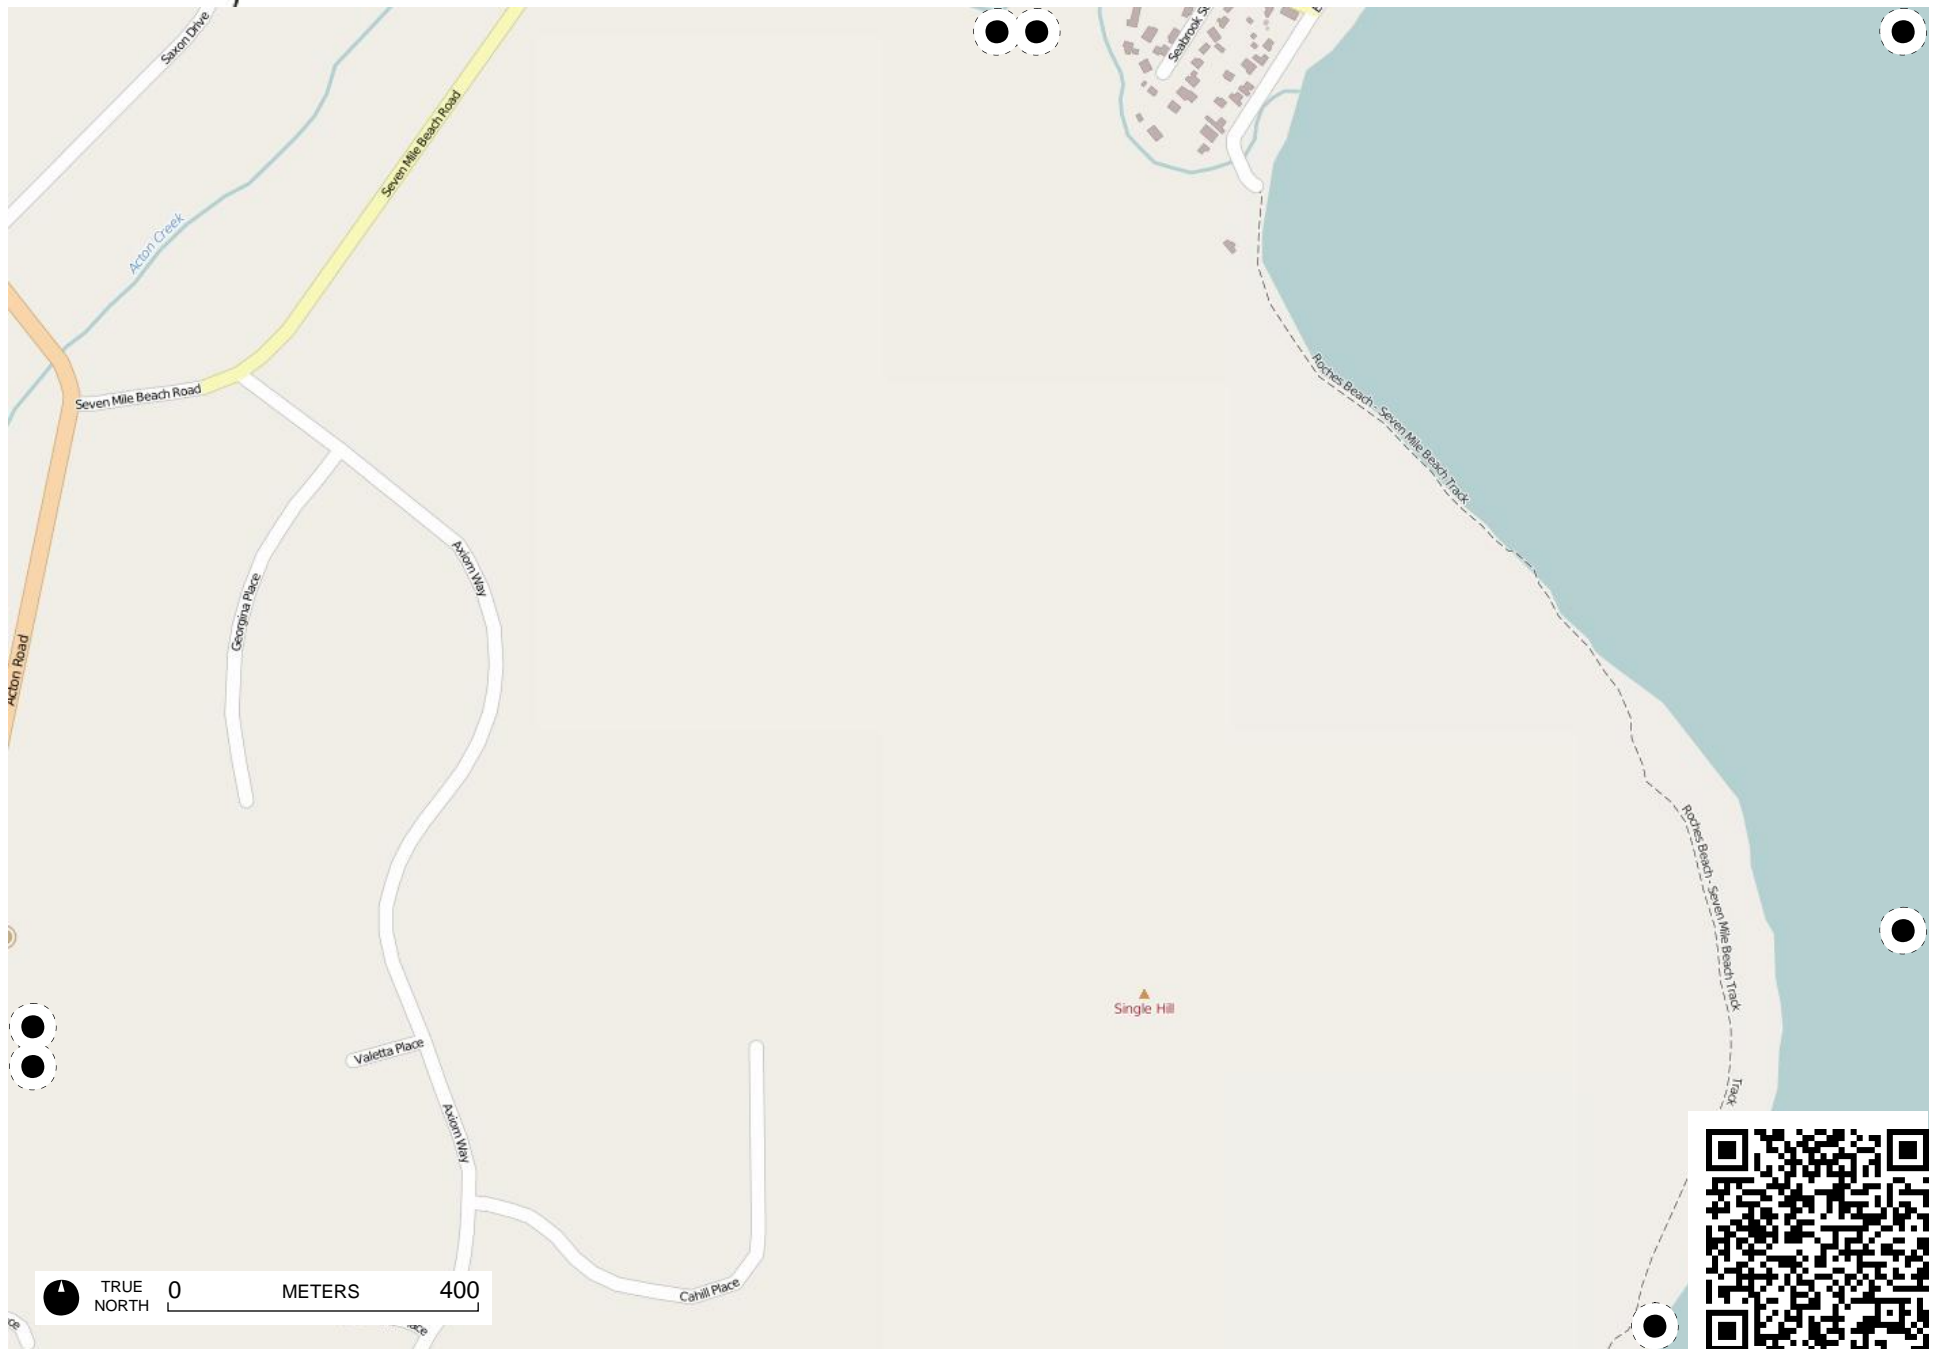 Saxon Drive
Seabrook
Seven Mile Beach Road
Acton Creek
Seven Mile Beach Road
Roches Beach - Seven Mile Beach Track
Axiom Way
Georgina Place
Acton Road
Roches Beach - Seven Mile Beach Track
Single Hill
Valetta Place
Track
Axiom Way
Cahill Place
TRUE
NORTH
0 METERS 400